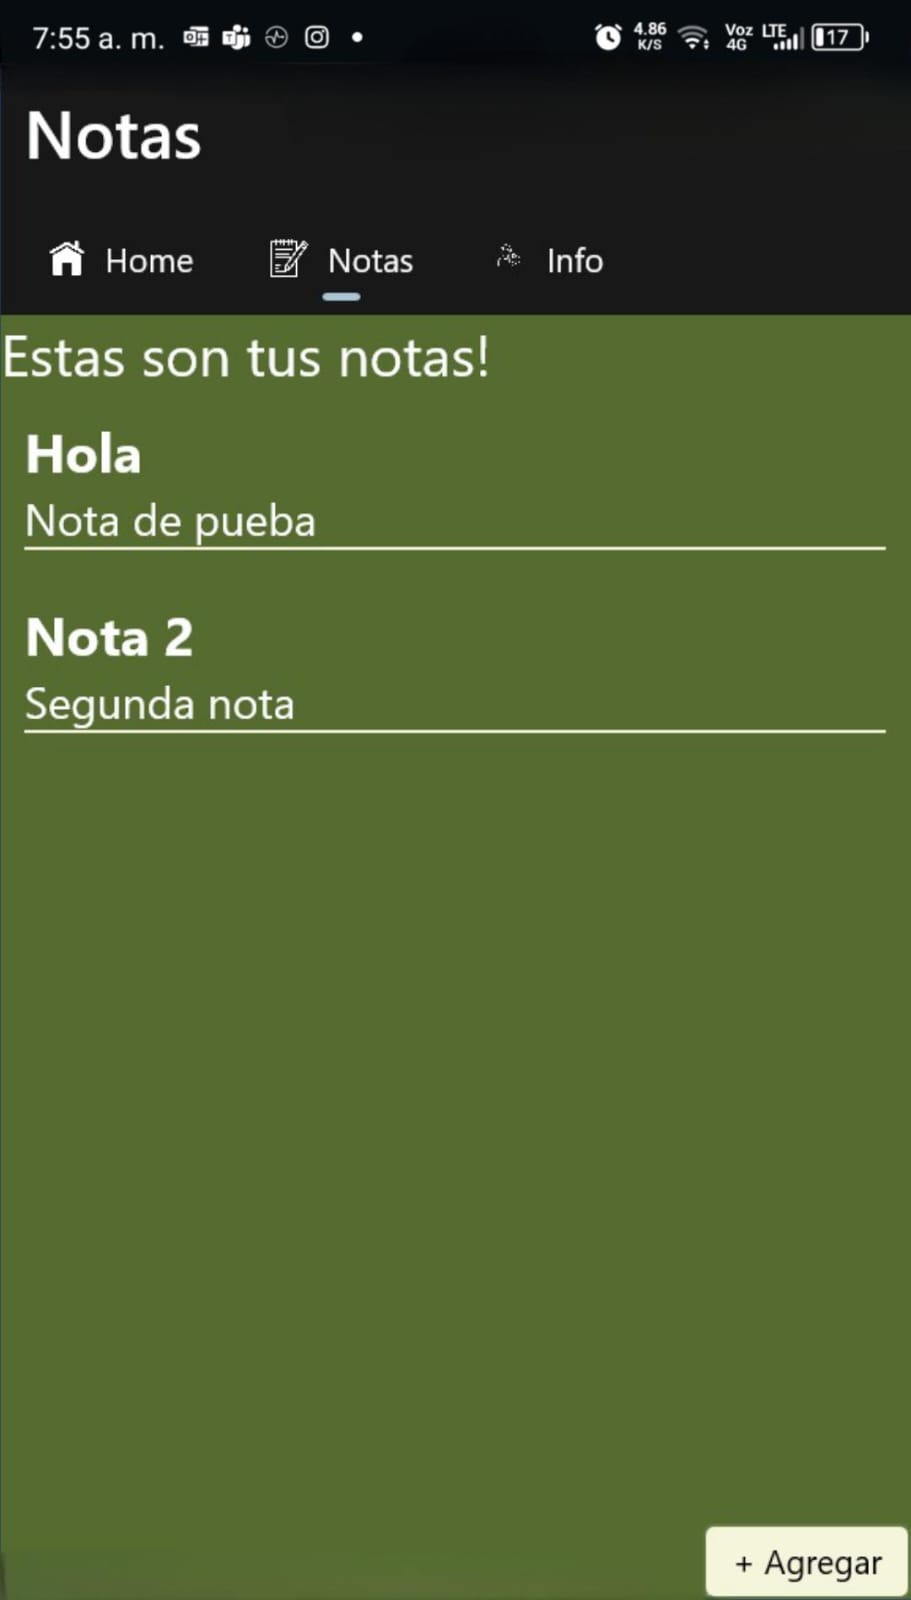 7:55 a. m.
4.86 K/S
Voz 4G
LTE
17
Notas
Home Notas Info
Estas son tus notas!
Hola
Nota de pueba
Nota 2
Segunda nota
+ Agregar